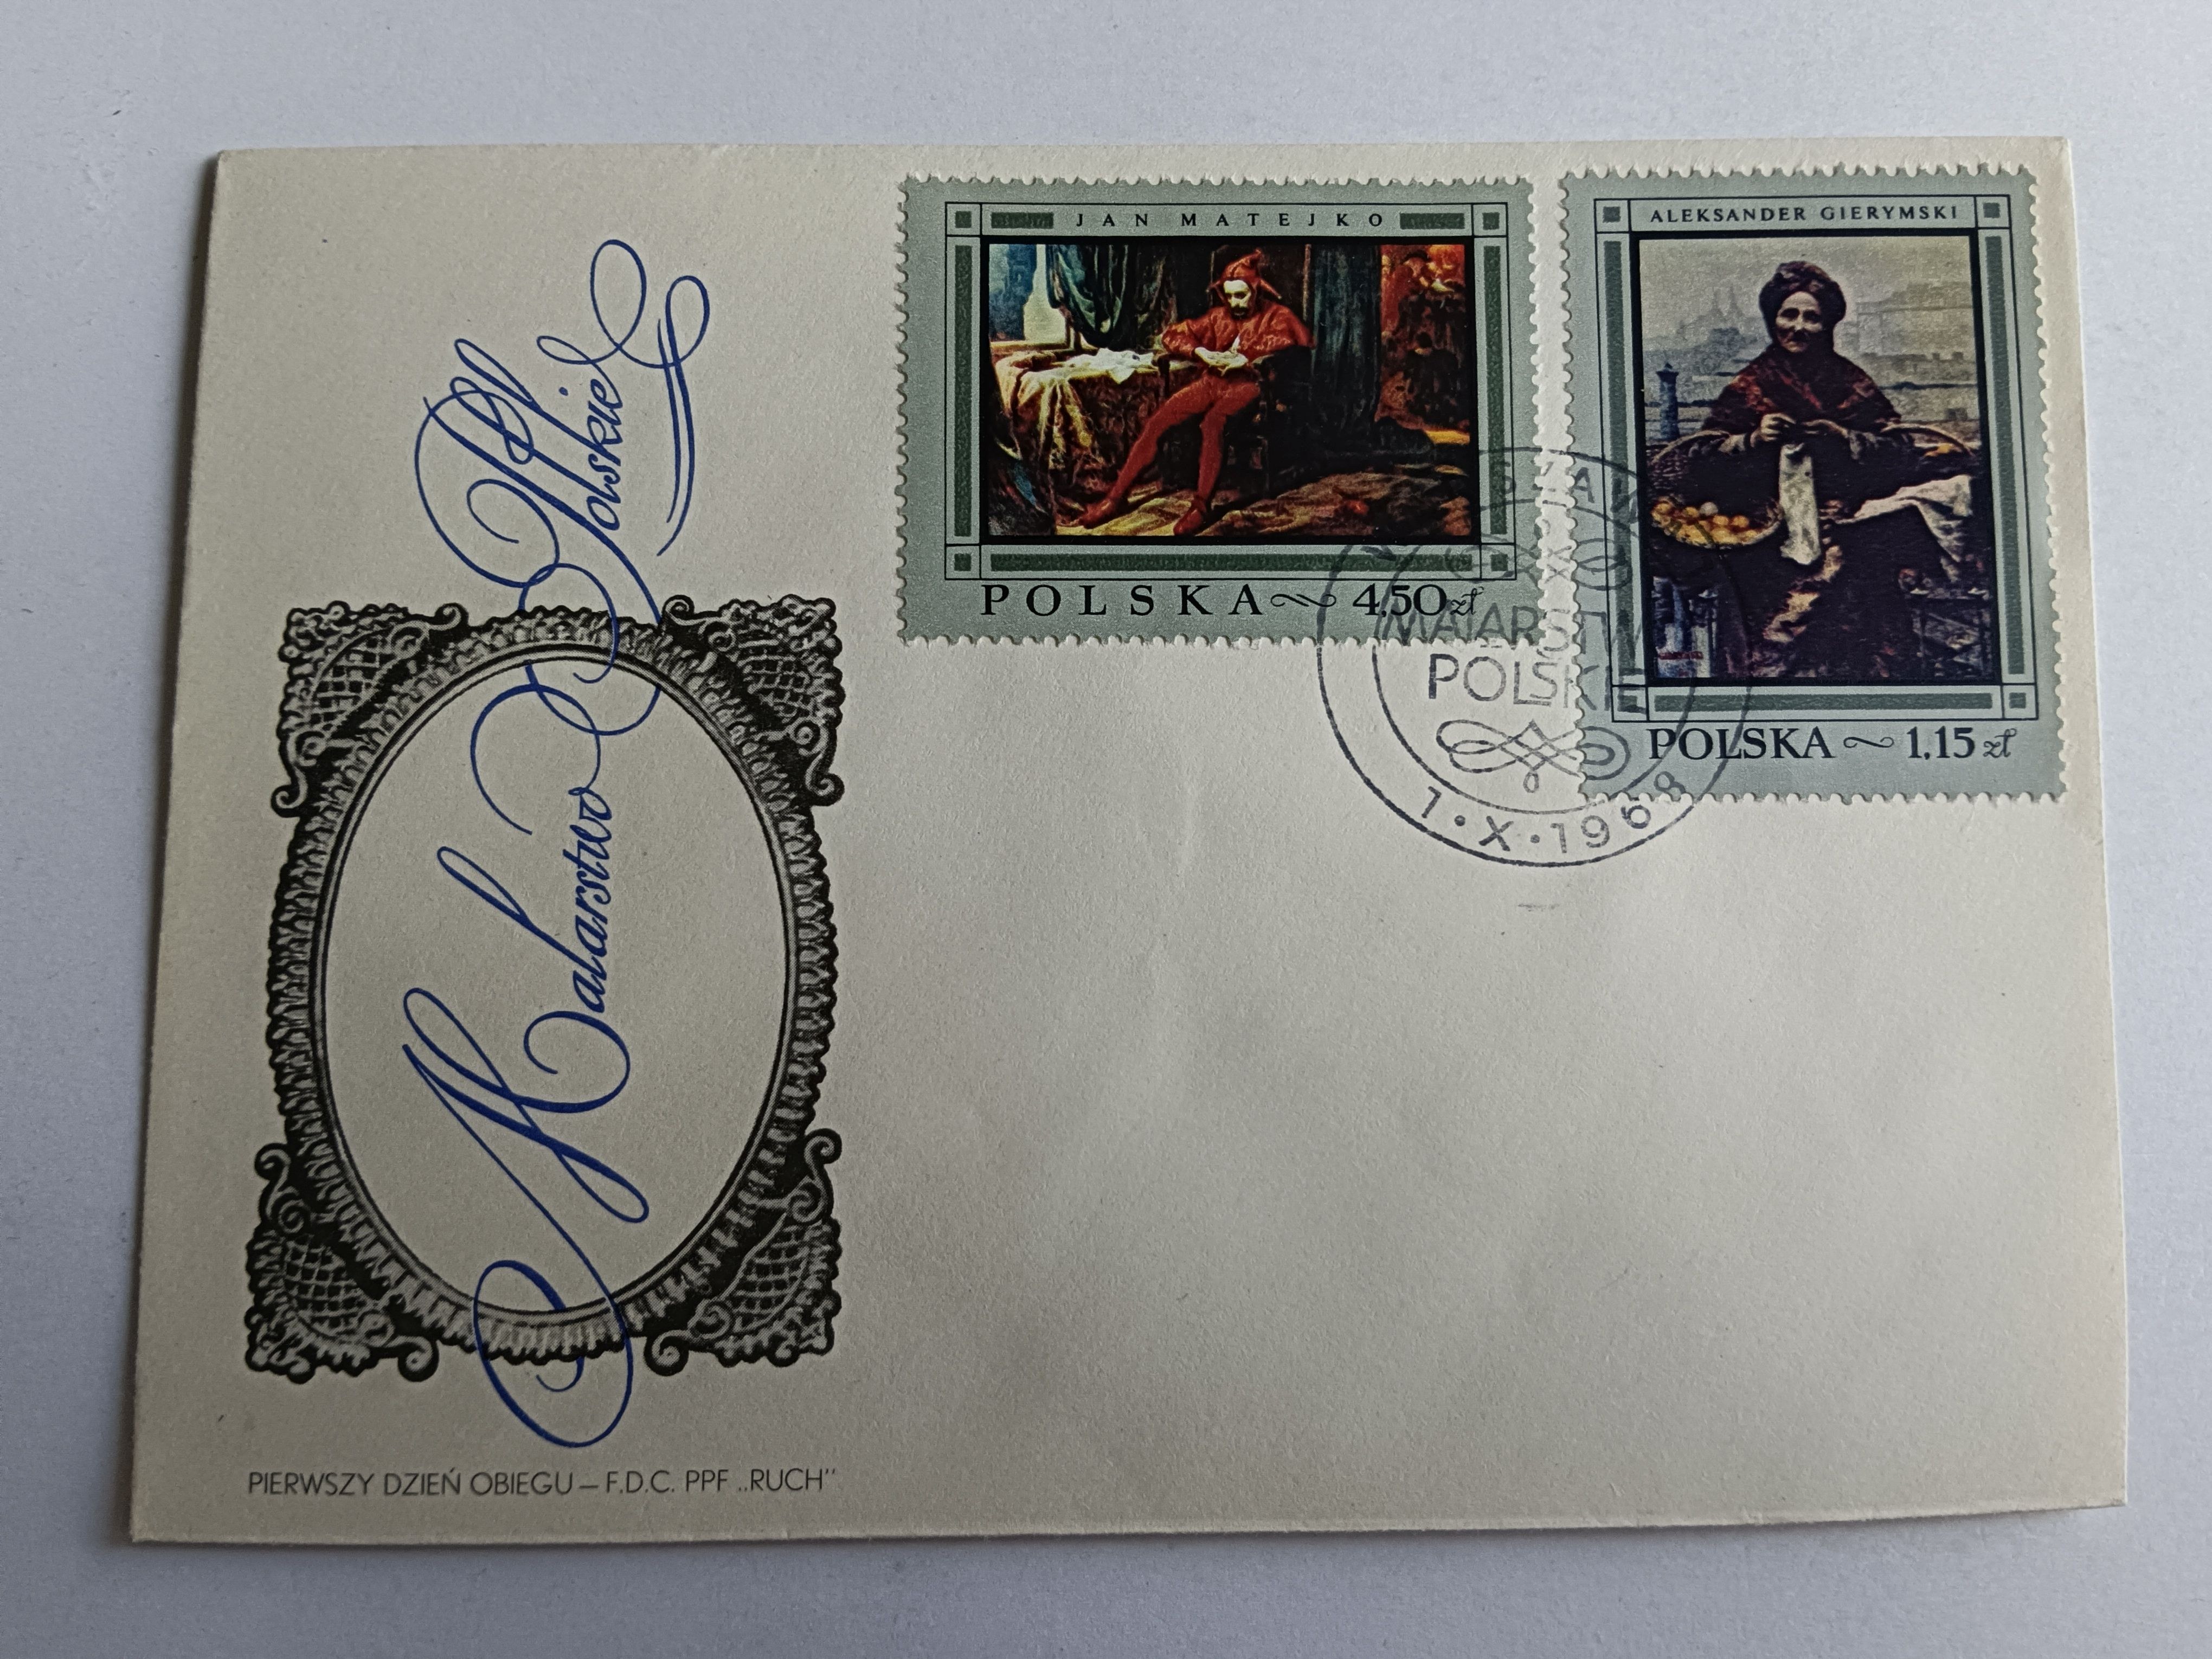 Malarstwo Polskie
JAN MATEJKO
POLSKA 4.50 zł
ALEKSANDER GIERYMSKI
POLSKA 1.15 zł
POLSKIE
1·X·1968
PIERWSZY DZIEŃ OBIEGU — F.D.C. PPF „RUCH”